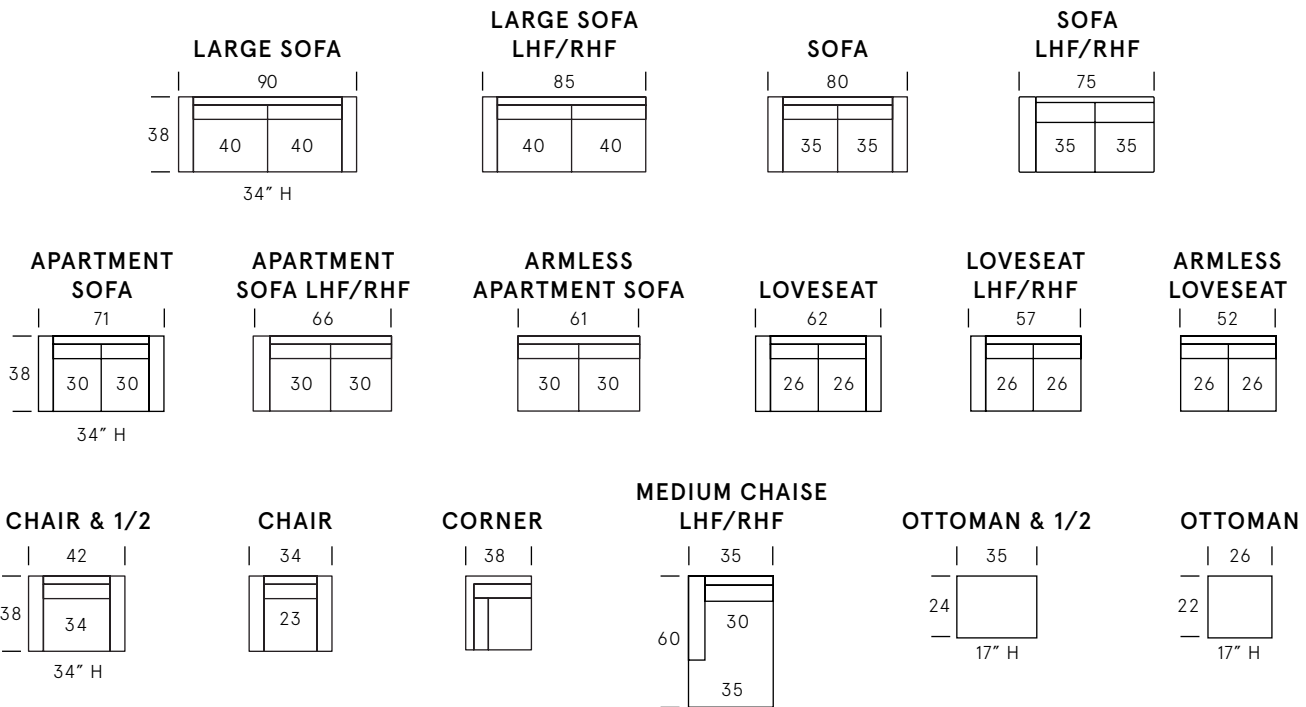 LARGE SOFA
90
38
40 40
34″ H
LARGE SOFA
LHF/RHF
85
40 40
SOFA
80
35 35
SOFA
LHF/RHF
75
35 35
APARTMENT
SOFA
71
38
30 30
34″ H
APARTMENT
SOFA LHF/RHF
66
30 30
ARMLESS
APARTMENT SOFA
61
30 30
LOVESEAT
62
26 26
LOVESEAT
LHF/RHF
57
26 26
ARMLESS
LOVESEAT
52
26 26
CHAIR & 1/2
42
38
34
34″ H
CHAIR
34
23
CORNER
38
MEDIUM CHAISE
LHF/RHF
35
30
60
35
OTTOMAN & 1/2
35
24
17″ H
OTTOMAN
26
22
17″ H